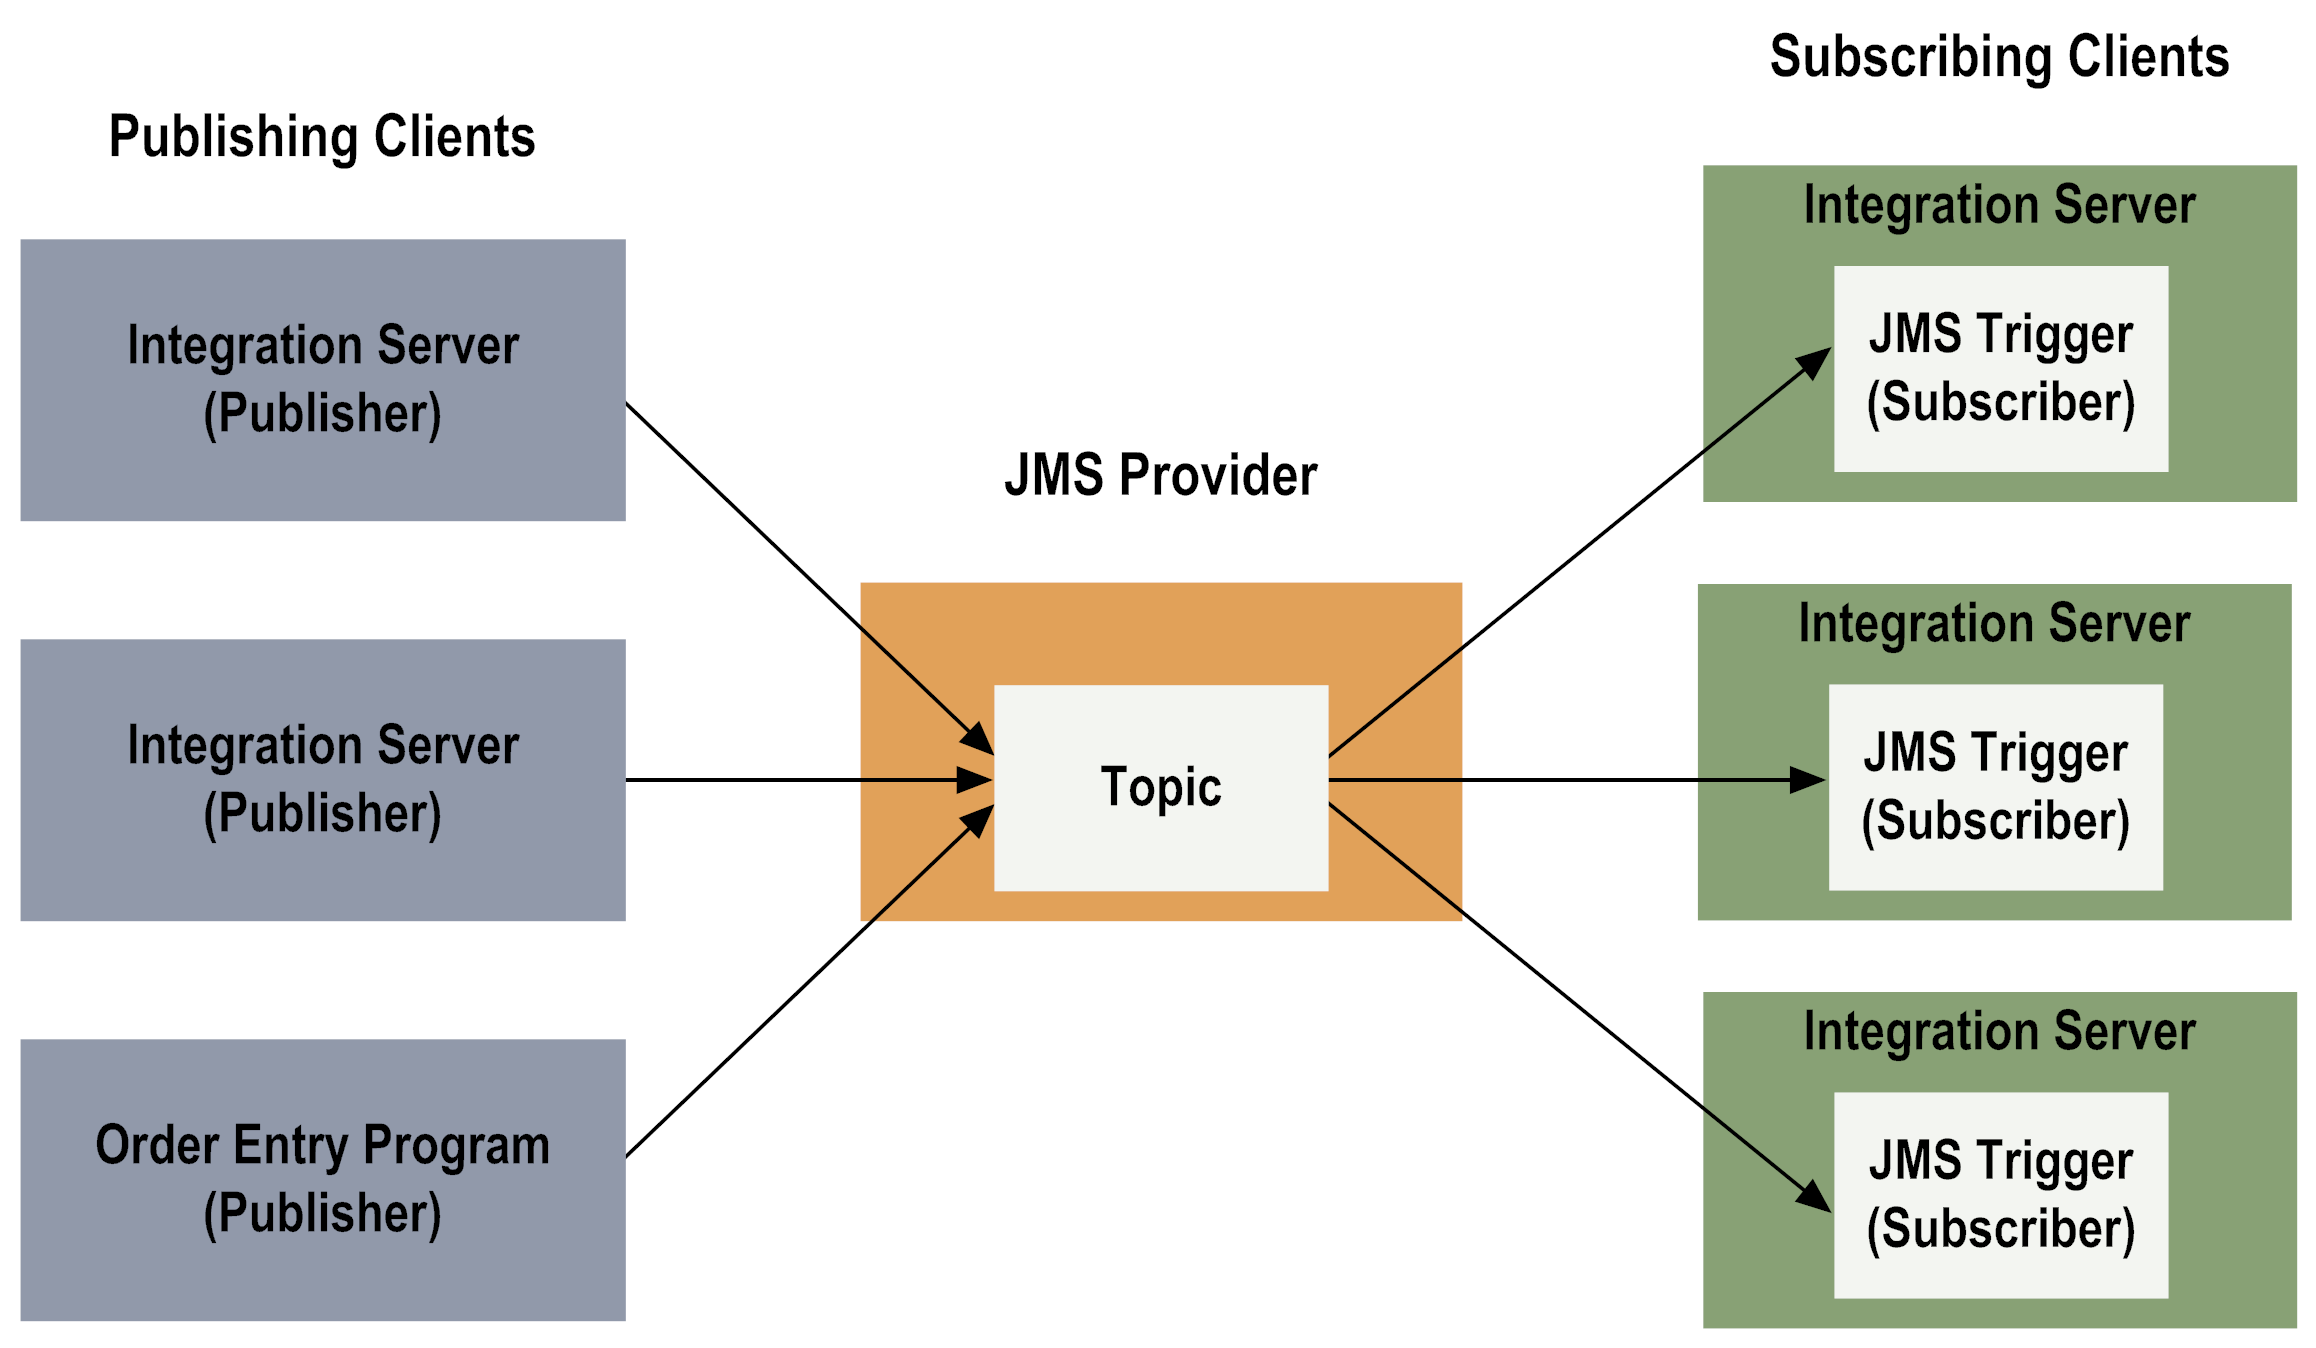 Publishing Clients
Integration Server
(Publisher)
Integration Server
(Publisher)
Order Entry Program
(Publisher)
JMS Provider
Topic
Subscribing Clients
Integration Server
JMS Trigger
(Subscriber)
Integration Server
JMS Trigger
(Subscriber)
Integration Server
JMS Trigger
(Subscriber)